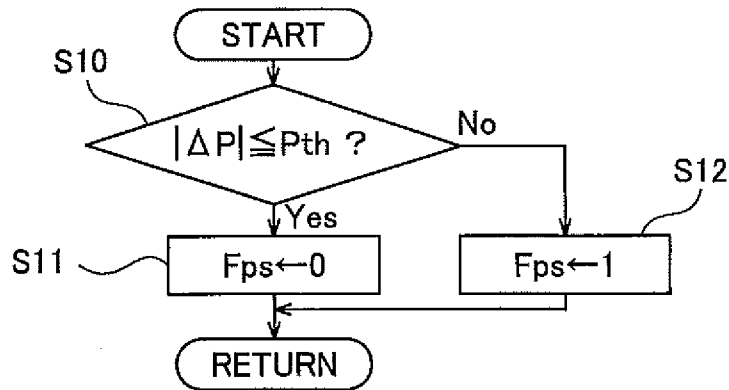 START
S10
|ΔP|≦Pth ?
No
S12
Yes
S11
Fps←0
Fps←1
RETURN